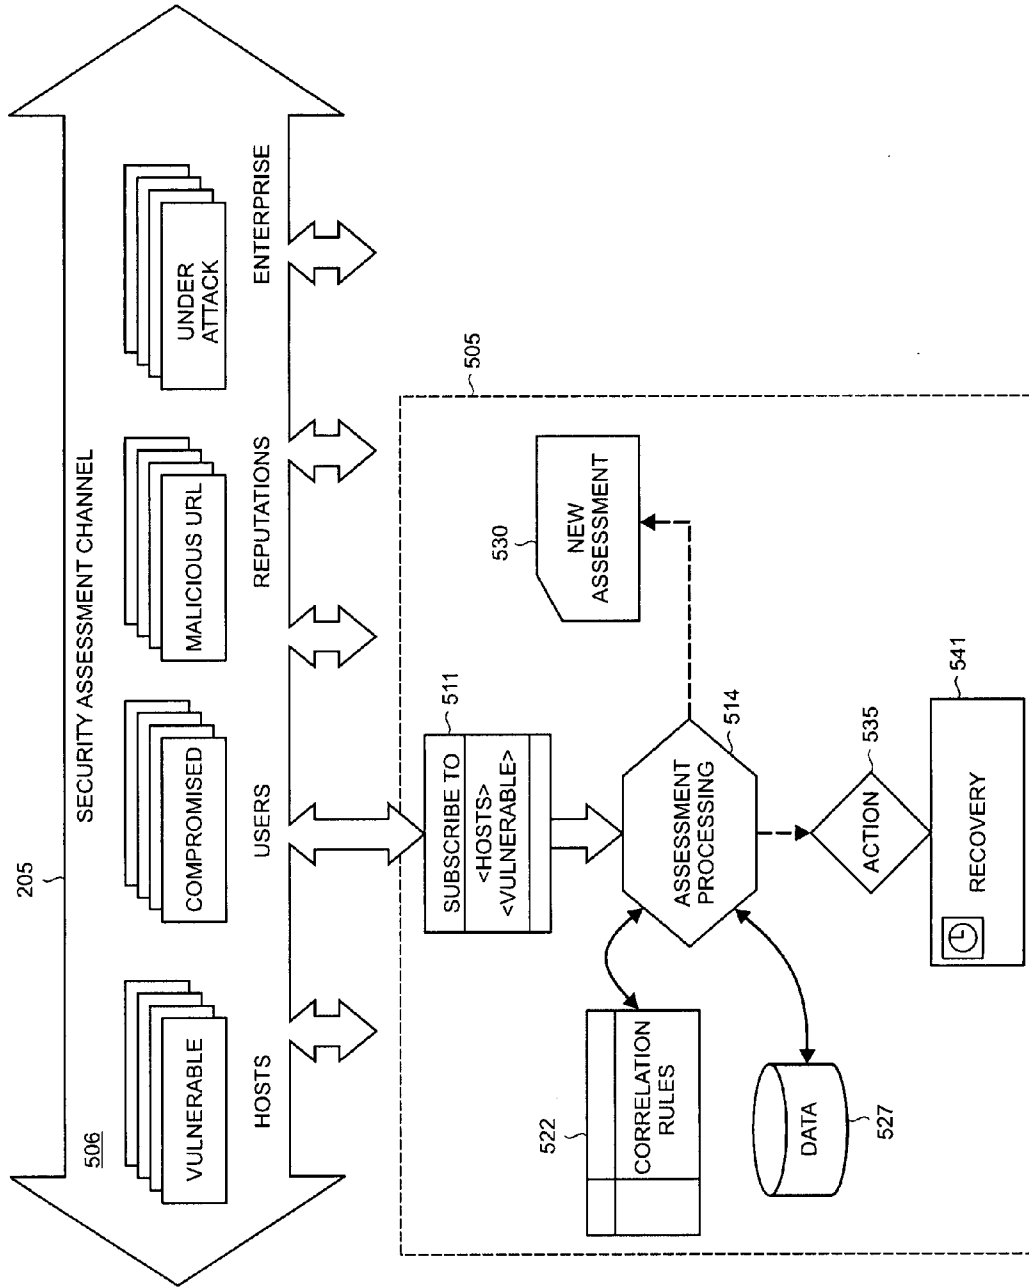 205
SECURITY ASSESSMENT CHANNEL
506
VULNERABLE
COMPROMISED
MALICIOUS URL
UNDER
ATTACK
HOSTS
USERS
REPUTATIONS
ENTERPRISE
505
511
SUBSCRIBE TO
<HOSTS>
<VULNERABLE>
530
NEW
ASSESSMENT
522
CORRELATION
RULES
ASSESSMENT
PROCESSING
514
DATA
527
ACTION
535
541
RECOVERY